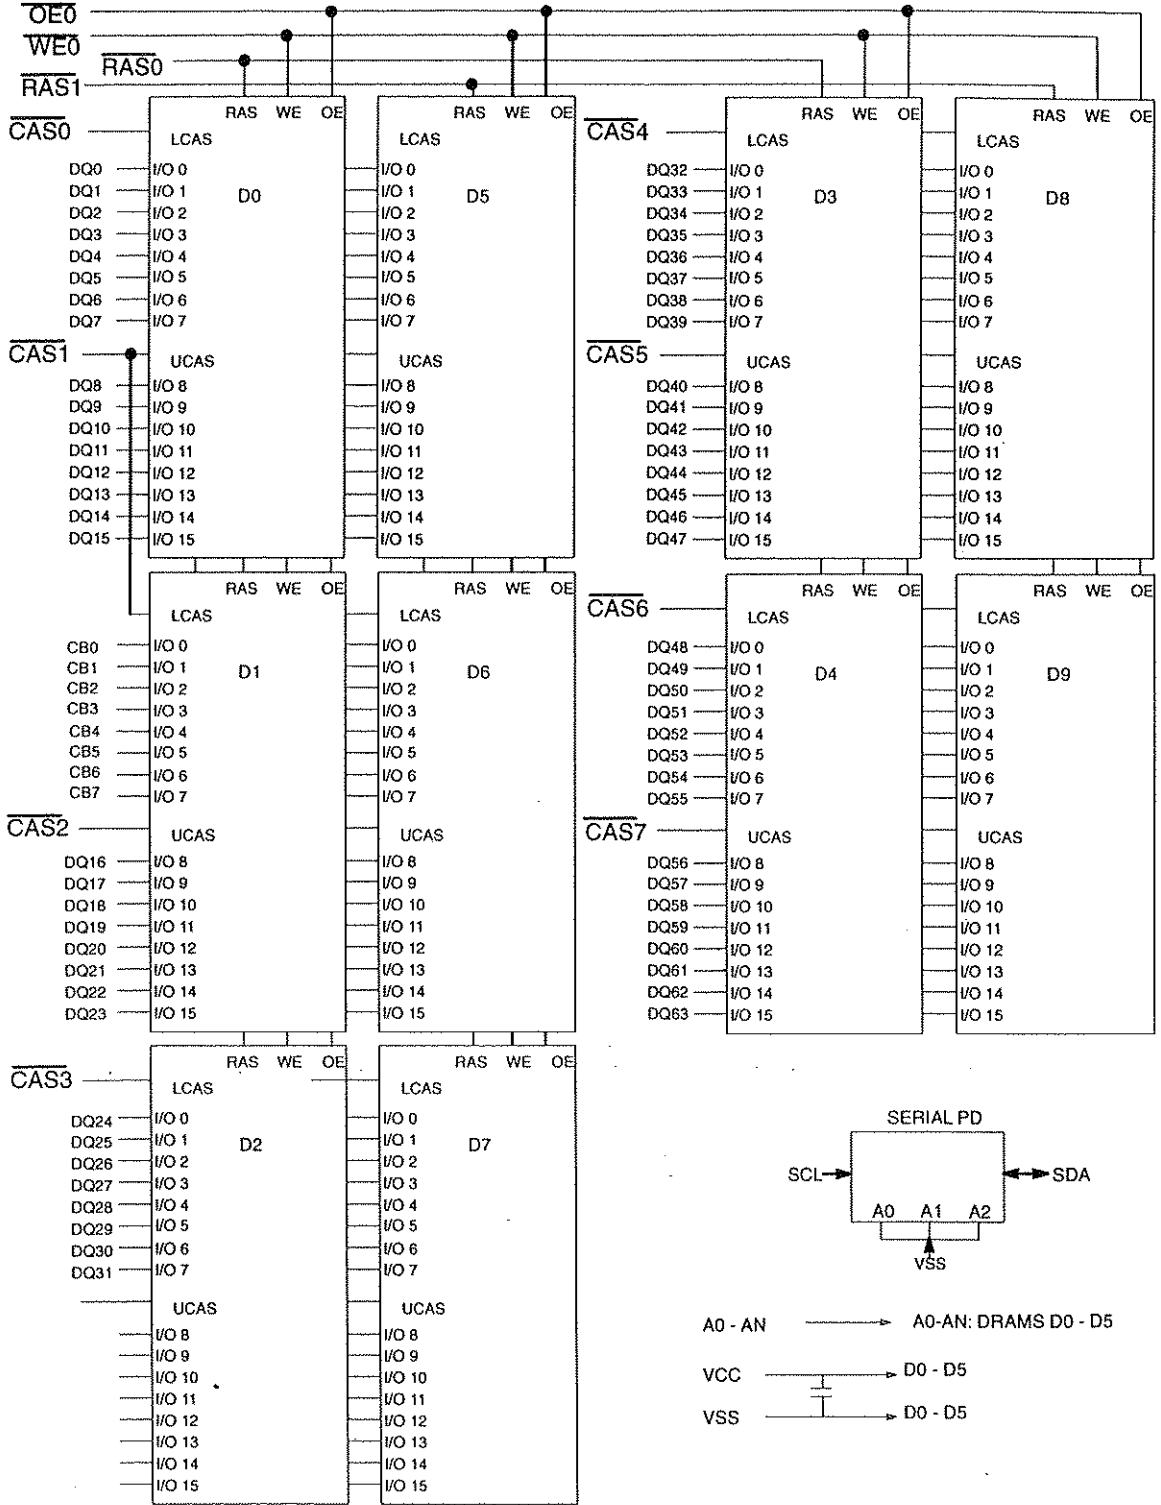 OE0
WE0
RAS0
RAS1
RAS WE OE RAS WE OE RAS WE OE RAS WE OE
CAS0 LCAS LCAS CAS4 LCAS LCAS
DQ0 I/O 0 I/O 0 DQ32 I/O 0 I/O 0
DQ1 I/O 1 D0 I/O 1 D5 DQ33 I/O 1 D3 I/O 1 D8
DQ2 I/O 2 I/O 2 DQ34 I/O 2 I/O 2
DQ3 I/O 3 I/O 3 DQ35 I/O 3 I/O 3
DQ4 I/O 4 I/O 4 DQ36 I/O 4 I/O 4
DQ5 I/O 5 I/O 5 DQ37 I/O 5 I/O 5
DQ6 I/O 6 I/O 6 DQ38 I/O 6 I/O 6
DQ7 I/O 7 I/O 7 DQ39 I/O 7 I/O 7
CAS1 UCAS UCAS CAS5 UCAS UCAS
DQ8 I/O 8 I/O 8 DQ40 I/O 8 I/O 8
DQ9 I/O 9 I/O 9 DQ41 I/O 9 I/O 9
DQ10 I/O 10 I/O 10 DQ42 I/O 10 I/O 10
DQ11 I/O 11 I/O 11 DQ43 I/O 11 I/O 11
DQ12 I/O 12 I/O 12 DQ44 I/O 12 I/O 12
DQ13 I/O 13 I/O 13 DQ45 I/O 13 I/O 13
DQ14 I/O 14 I/O 14 DQ46 I/O 14 I/O 14
DQ15 I/O 15 I/O 15 DQ47 I/O 15 I/O 15
RAS WE OE RAS WE OE RAS WE OE RAS WE OE
LCAS LCAS CAS6 LCAS LCAS
CB0 I/O 0 I/O 0 DQ48 I/O 0 I/O 0
CB1 I/O 1 D1 I/O 1 D6 DQ49 I/O 1 D4 I/O 1 D9
CB2 I/O 2 I/O 2 DQ50 I/O 2 I/O 2
CB3 I/O 3 I/O 3 DQ51 I/O 3 I/O 3
CB4 I/O 4 I/O 4 DQ52 I/O 4 I/O 4
CB5 I/O 5 I/O 5 DQ53 I/O 5 I/O 5
CB6 I/O 6 I/O 6 DQ54 I/O 6 I/O 6
CB7 I/O 7 I/O 7 DQ55 I/O 7 I/O 7
CAS2 UCAS UCAS CAS7 UCAS UCAS
DQ16 I/O 8 I/O 8 DQ56 I/O 8 I/O 8
DQ17 I/O 9 I/O 9 DQ57 I/O 9 I/O 9
DQ18 I/O 10 I/O 10 DQ58 I/O 10 I/O 10
DQ19 I/O 11 I/O 11 DQ59 I/O 11 I/O 11
DQ20 I/O 12 I/O 12 DQ60 I/O 12 I/O 12
DQ21 I/O 13 I/O 13 DQ61 I/O 13 I/O 13
DQ22 I/O 14 I/O 14 DQ62 I/O 14 I/O 14
DQ23 I/O 15 I/O 15 DQ63 I/O 15 I/O 15
RAS WE OE RAS WE OE
CAS3 LCAS LCAS
DQ24 I/O 0 I/O 0
DQ25 I/O 1 D2 I/O 1 D7
DQ26 I/O 2 I/O 2
DQ27 I/O 3 I/O 3
DQ28 I/O 4 I/O 4
DQ29 I/O 5 I/O 5
DQ30 I/O 6 I/O 6
DQ31 I/O 7 I/O 7
UCAS UCAS
I/O 8 I/O 8
I/O 9 I/O 9
I/O 10 I/O 10
I/O 11 I/O 11
I/O 12 I/O 12
I/O 13 I/O 13
I/O 14 I/O 14
I/O 15 I/O 15
SERIAL PD
SCL SDA
A0 A1 A2
VSS
A0 - AN A0-AN: DRAMS D0 - D5
VCC D0 - D5
VSS D0 - D5